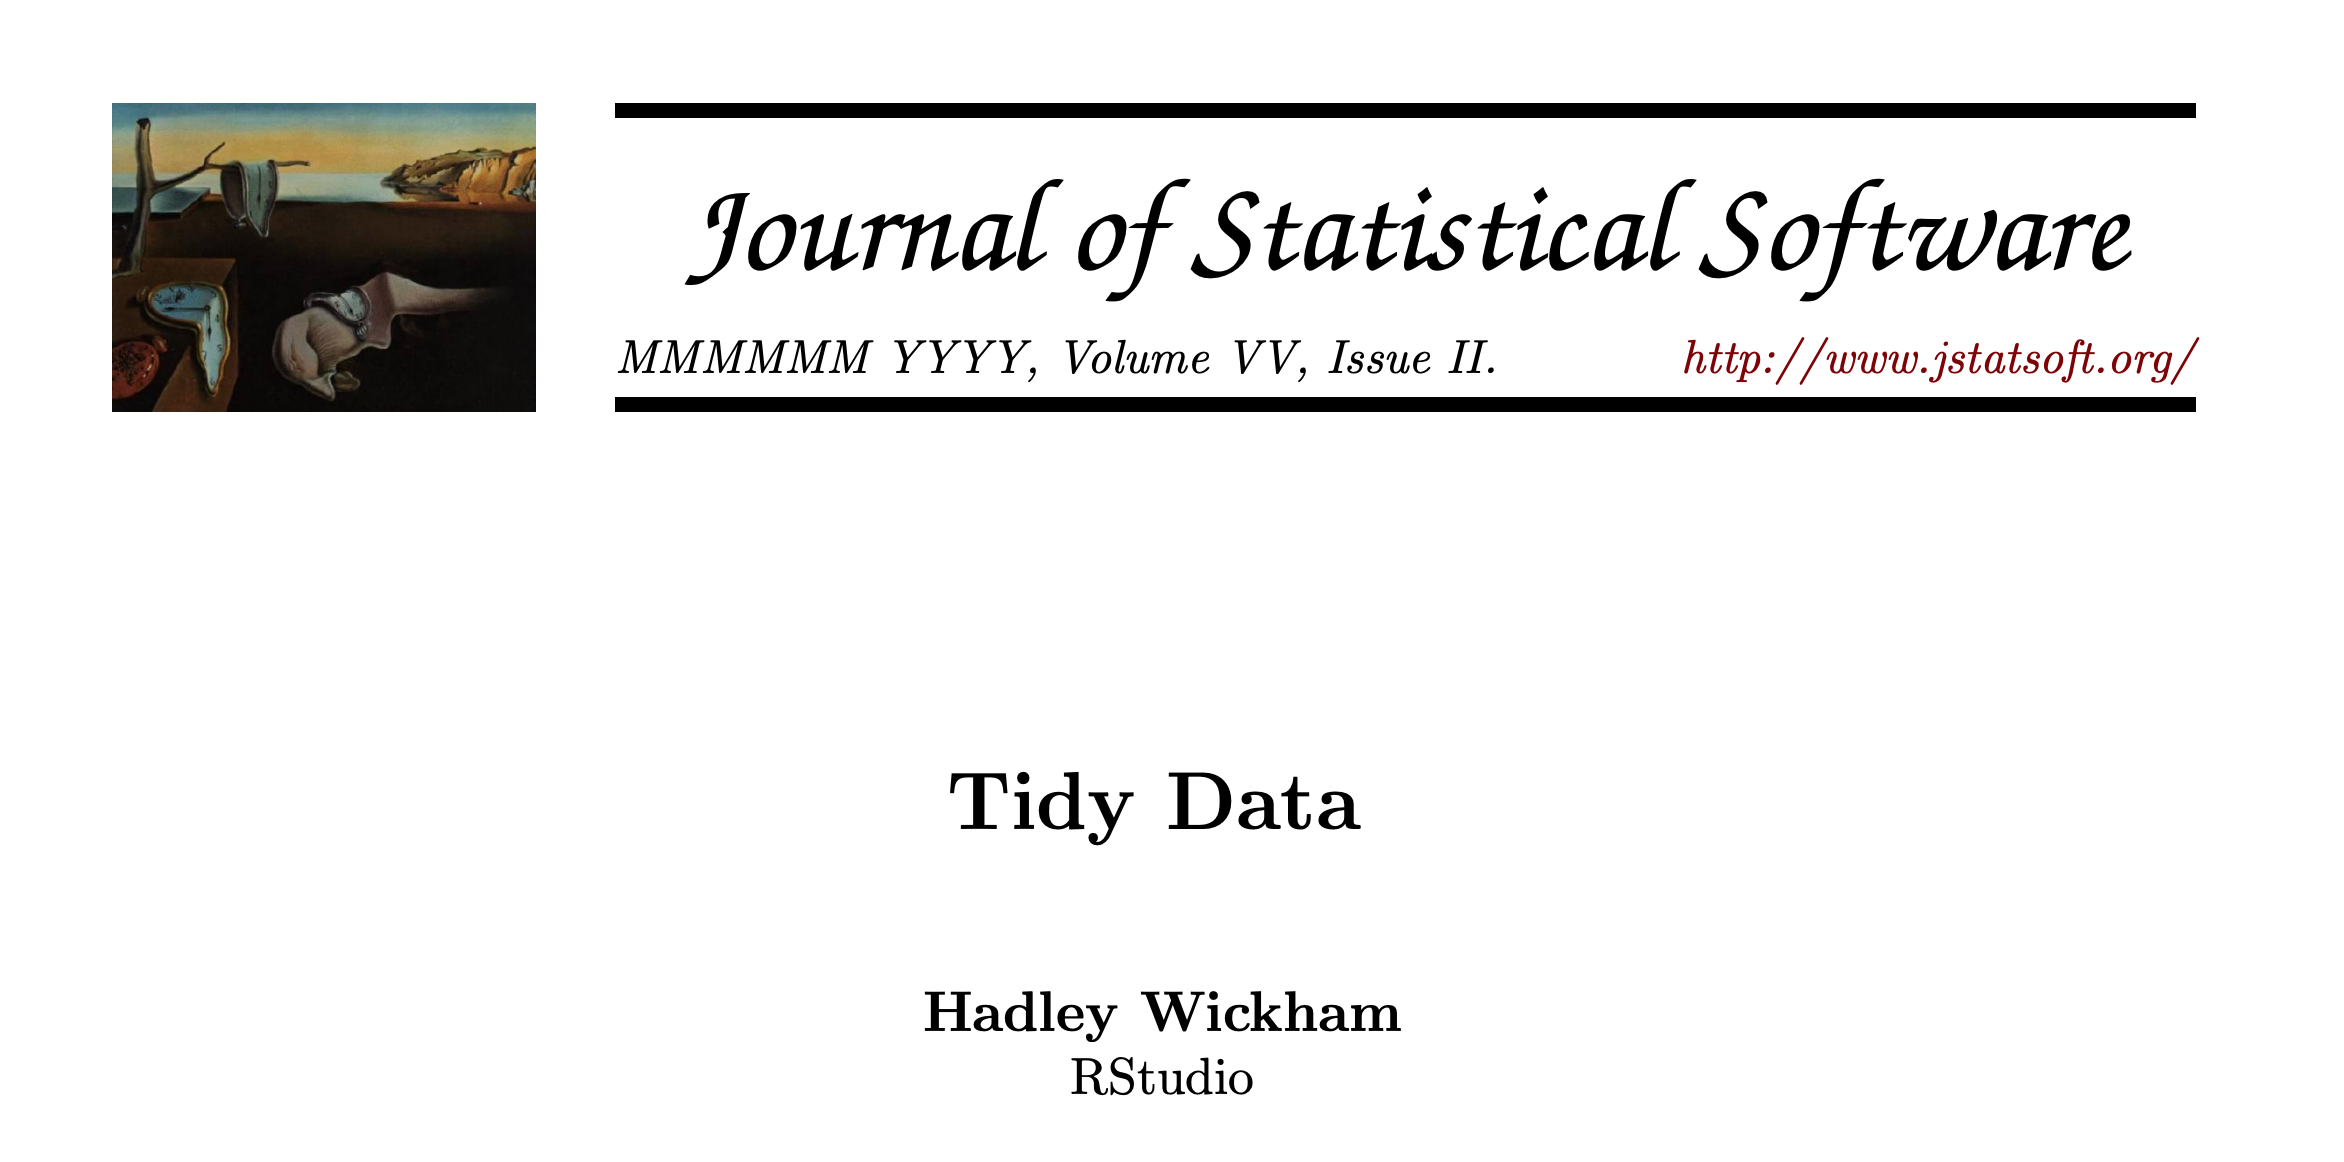 Journal of Statistical Software
MMMMMM YYYY, Volume VV, Issue II. http://www.jstatsoft.org/
Tidy Data
Hadley Wickham
RStudio